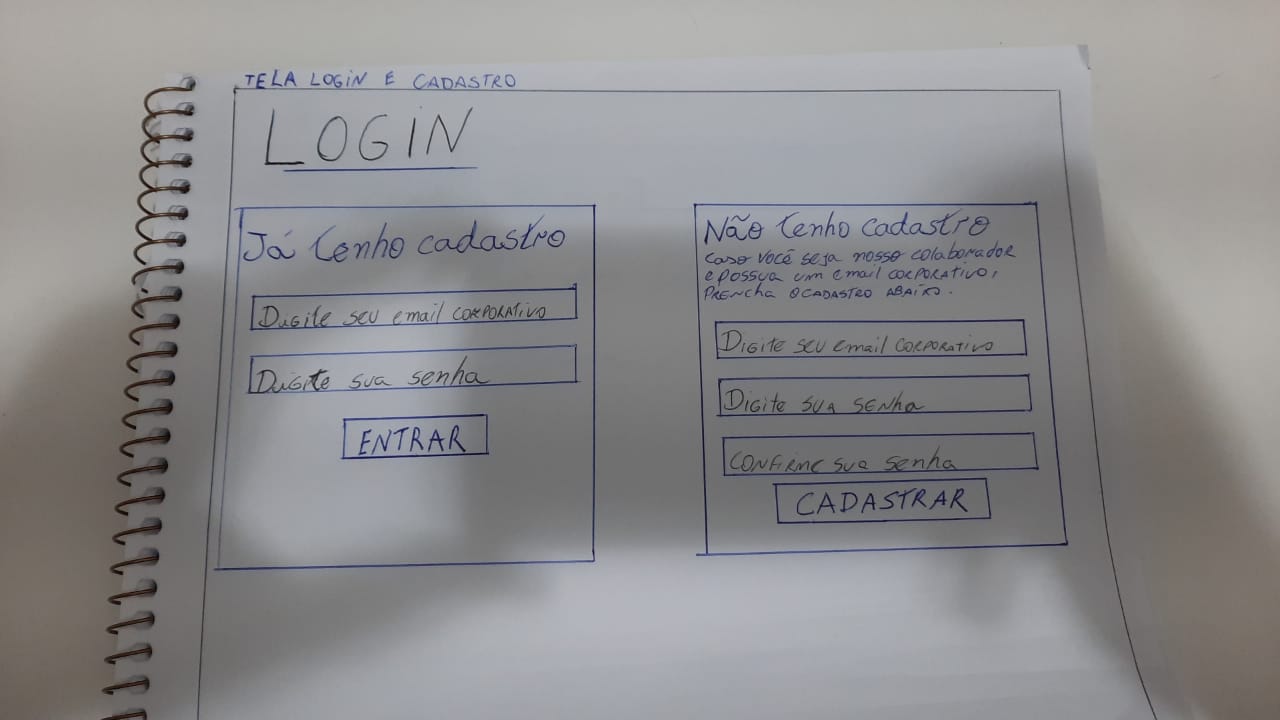 TELA LOGIN E CADASTRO
LOGIN
Já tenho cadastro
Digite seu email CORPORATIVO
Digite sua senha
ENTRAR
Não tenho cadastro
CASO VOCÊ SEJA NOSSO COLABORADOR
E POSSUA UM EMAIL CORPORATIVO,
PRENCHA O CADASTRO ABAIXO.
DIGITE SEU email CORPORATIVO
DIGITE SUA SENHA
CONFIRME SUA SENHA
CADASTRAR